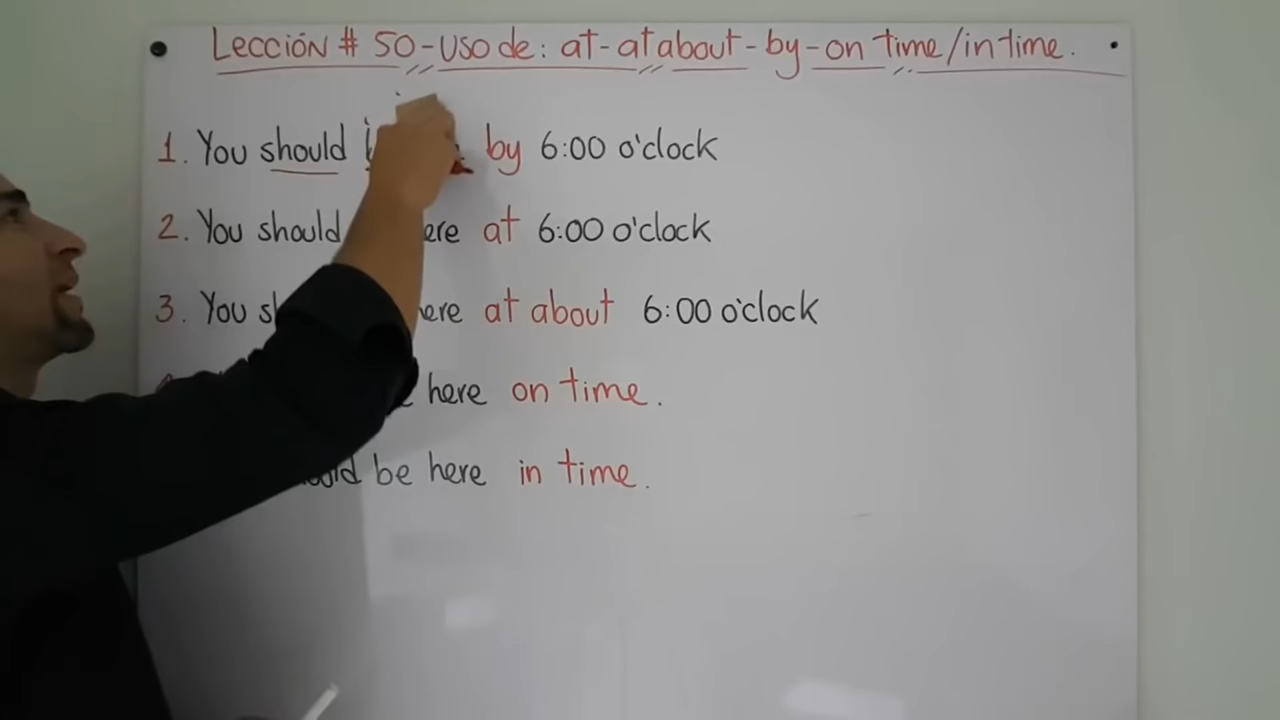 Lección # 50 - Uso de: at - at about - by - on time / in time.
1. You should by 6:00 o'clock
2. You should at 6:00 o'clock
3. You at about 6:00 o'clock
here on time.
be here in time.